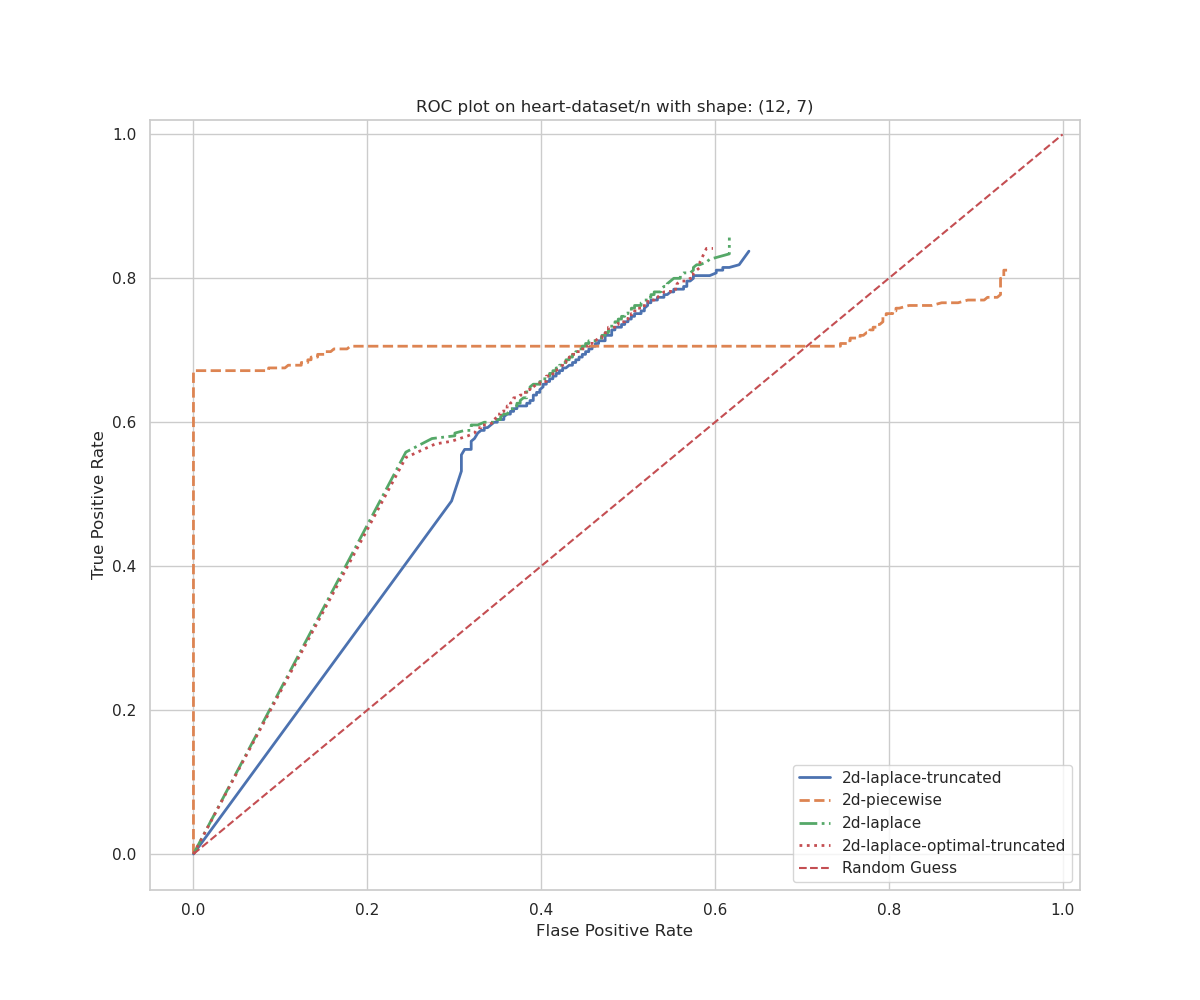 ROC plot on heart-dataset/n with shape: (12, 7)
1.0
0.8
0.6
0.4
0.2
0.0
True Positive Rate
0.0 0.2 0.4 0.6 0.8 1.0
Flase Positive Rate
2d-laplace-truncated
2d-piecewise
2d-laplace
2d-laplace-optimal-truncated
Random Guess